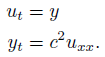 u_t = y
y_t = c^2 u_{xx}.